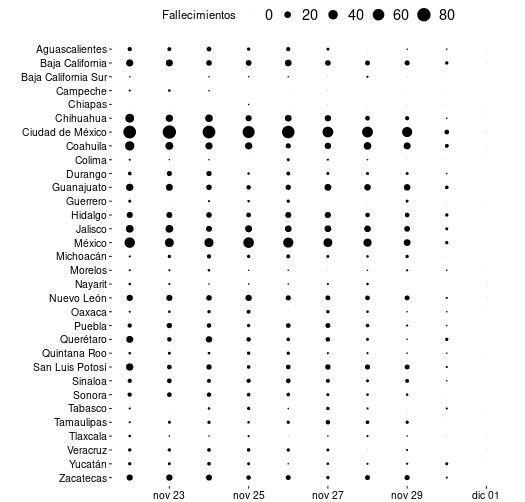 Fallecimientos 0 20 40 60 80
Aguascalientes
Baja California
Baja California Sur
Campeche
Chiapas
Chihuahua
Ciudad de México
Coahuila
Colima
Durango
Guanajuato
Guerrero
Hidalgo
Jalisco
México
Michoacán
Morelos
Nayarit
Nuevo León
Oaxaca
Puebla
Querétaro
Quintana Roo
San Luis Potosí
Sinaloa
Sonora
Tabasco
Tamaulipas
Tlaxcala
Veracruz
Yucatán
Zacatecas
nov 23 nov 25 nov 27 nov 29 dic 01